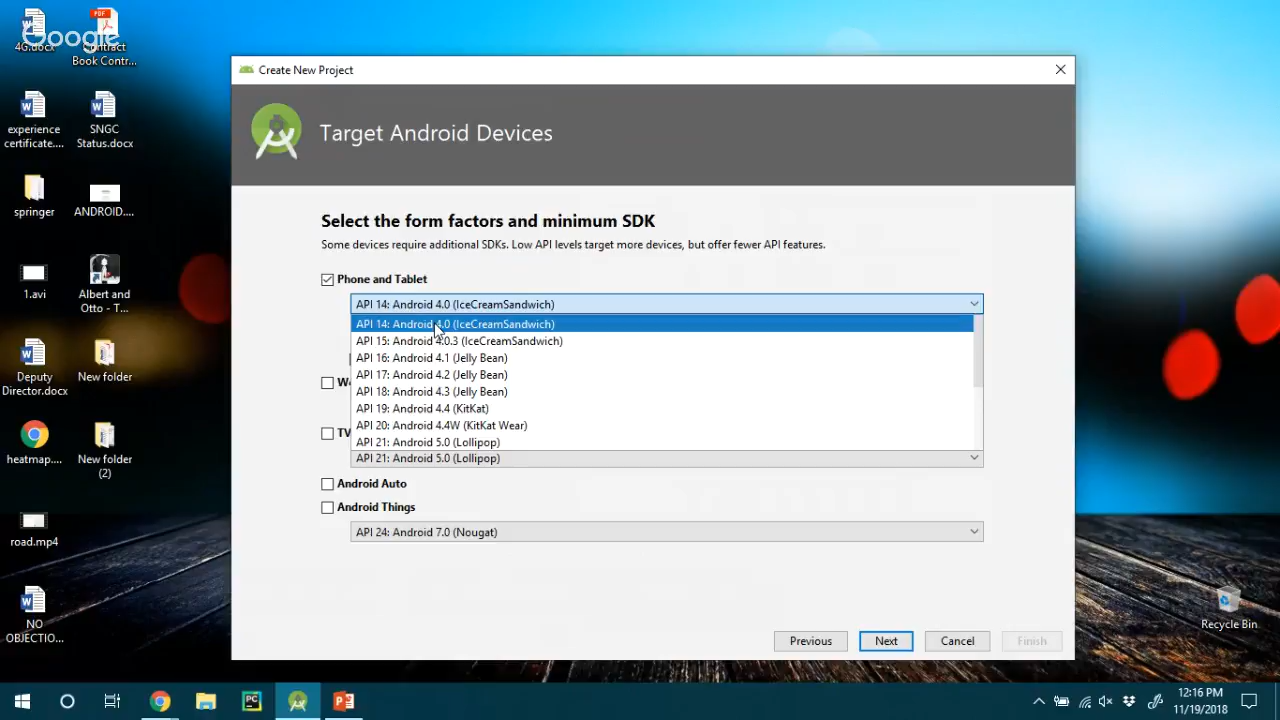 Google
4G.docx
Contract
Book Contr...
experience
certificate....
SNGC
Status.docx
springer
ANDROID....
1.avi
Albert and
Otto - T...
Deputy
Director.docx
New folder
heatmap....
New folder
(2)
road.mp4
NO
OBJECTIO...
Recycle Bin
Create New Project
Target Android Devices
Select the form factors and minimum SDK
Some devices require additional SDKs. Low API levels target more devices, but offer fewer API features.
Phone and Tablet
API 14: Android 4.0 (IceCreamSandwich)
API 14: Android 4.0 (IceCreamSandwich)
API 15: Android 4.0.3 (IceCreamSandwich)
API 16: Android 4.1 (Jelly Bean)
API 17: Android 4.2 (Jelly Bean)
API 18: Android 4.3 (Jelly Bean)
API 19: Android 4.4 (KitKat)
API 20: Android 4.4W (KitKat Wear)
API 21: Android 5.0 (Lollipop)
TV
API 21: Android 5.0 (Lollipop)
Android Auto
Android Things
API 24: Android 7.0 (Nougat)
Previous
Next
Cancel
Finish
PC
12:16 PM
11/19/2018